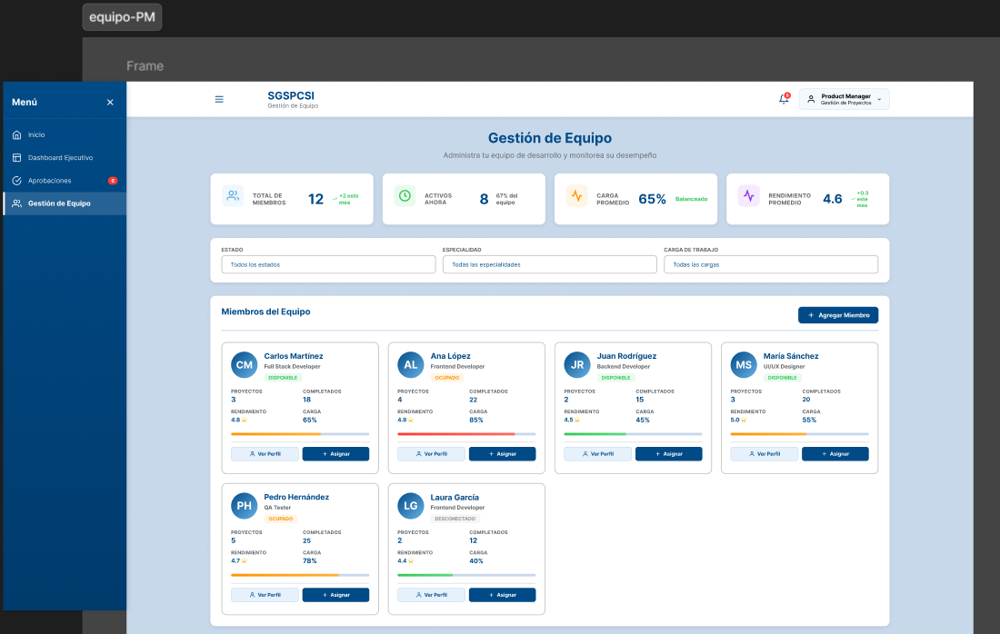 equipo-PM
Frame
Menú
Inicio
Dashboard Ejecutivo
Aprobaciones
Gestión de Equipo
SGSPCSI
Gestión de Equipo
Product Manager
Gestión de Proyectos
Gestión de Equipo
Administra tu equipo de desarrollo y monitorea su desempeño
TOTAL DE MIEMBROS
12
+2 este mes
ACTIVOS AHORA
8
67% del equipo
CARGA PROMEDIO
65%
Balanceado
RENDIMIENTO PROMEDIO
4.6
+0.3 este mes
ESTADO
Todos los estados
ESPECIALIDAD
Todas las especialidades
CARGA DE TRABAJO
Todas las cargas
Miembros del Equipo
+ Agregar Miembro
CM
Carlos Martínez
Full Stack Developer
DISPONIBLE
PROYECTOS
3
COMPLETADOS
18
RENDIMIENTO
4.8
CARGA
65%
Ver Perfil
+ Asignar
AL
Ana López
Frontend Developer
OCUPADO
PROYECTOS
4
COMPLETADOS
22
RENDIMIENTO
4.9
CARGA
85%
Ver Perfil
+ Asignar
JR
Juan Rodríguez
Backend Developer
DISPONIBLE
PROYECTOS
2
COMPLETADOS
15
RENDIMIENTO
4.5
CARGA
45%
Ver Perfil
+ Asignar
MS
María Sánchez
UI/UX Designer
DISPONIBLE
PROYECTOS
3
COMPLETADOS
20
RENDIMIENTO
5.0
CARGA
55%
Ver Perfil
+ Asignar
PH
Pedro Hernández
QA Tester
OCUPADO
PROYECTOS
5
COMPLETADOS
25
RENDIMIENTO
4.7
CARGA
78%
Ver Perfil
+ Asignar
LG
Laura García
Frontend Developer
DESCONECTADO
PROYECTOS
2
COMPLETADOS
12
RENDIMIENTO
4.4
CARGA
40%
Ver Perfil
+ Asignar